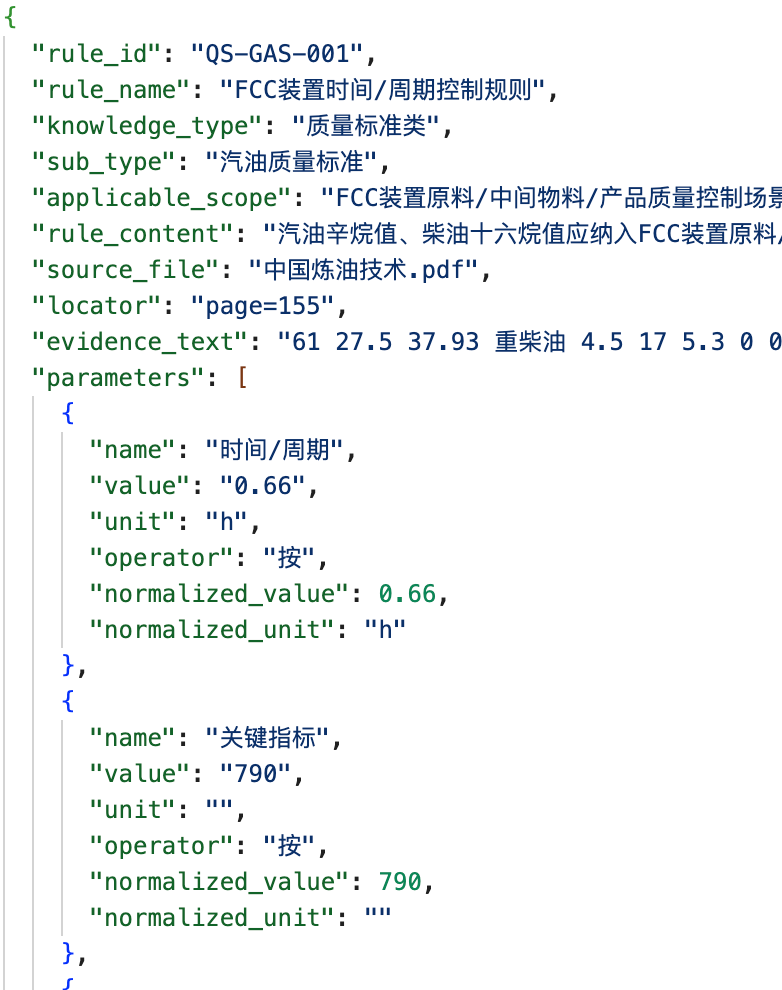 {
"rule_id": "QS-GAS-001",
"rule_name": "FCC装置时间/周期控制规则",
"knowledge_type": "质量标准类",
"sub_type": "汽油质量标准",
"applicable_scope": "FCC装置原料/中间物料/产品质量控制场景
"rule_content": "汽油辛烷值、柴油十六烷值应纳入FCC装置原料/
"source_file": "中国炼油技术.pdf",
"locator": "page=155",
"evidence_text": "61 27.5 37.93 重柴油 4.5 17 5.3 0 0
"parameters": [
{
"name": "时间/周期",
"value": "0.66",
"unit": "h",
"operator": "按",
"normalized_value": 0.66,
"normalized_unit": "h"
},
{
"name": "关键指标",
"value": "790",
"unit": "",
"operator": "按",
"normalized_value": 790,
"normalized_unit": ""
},
{